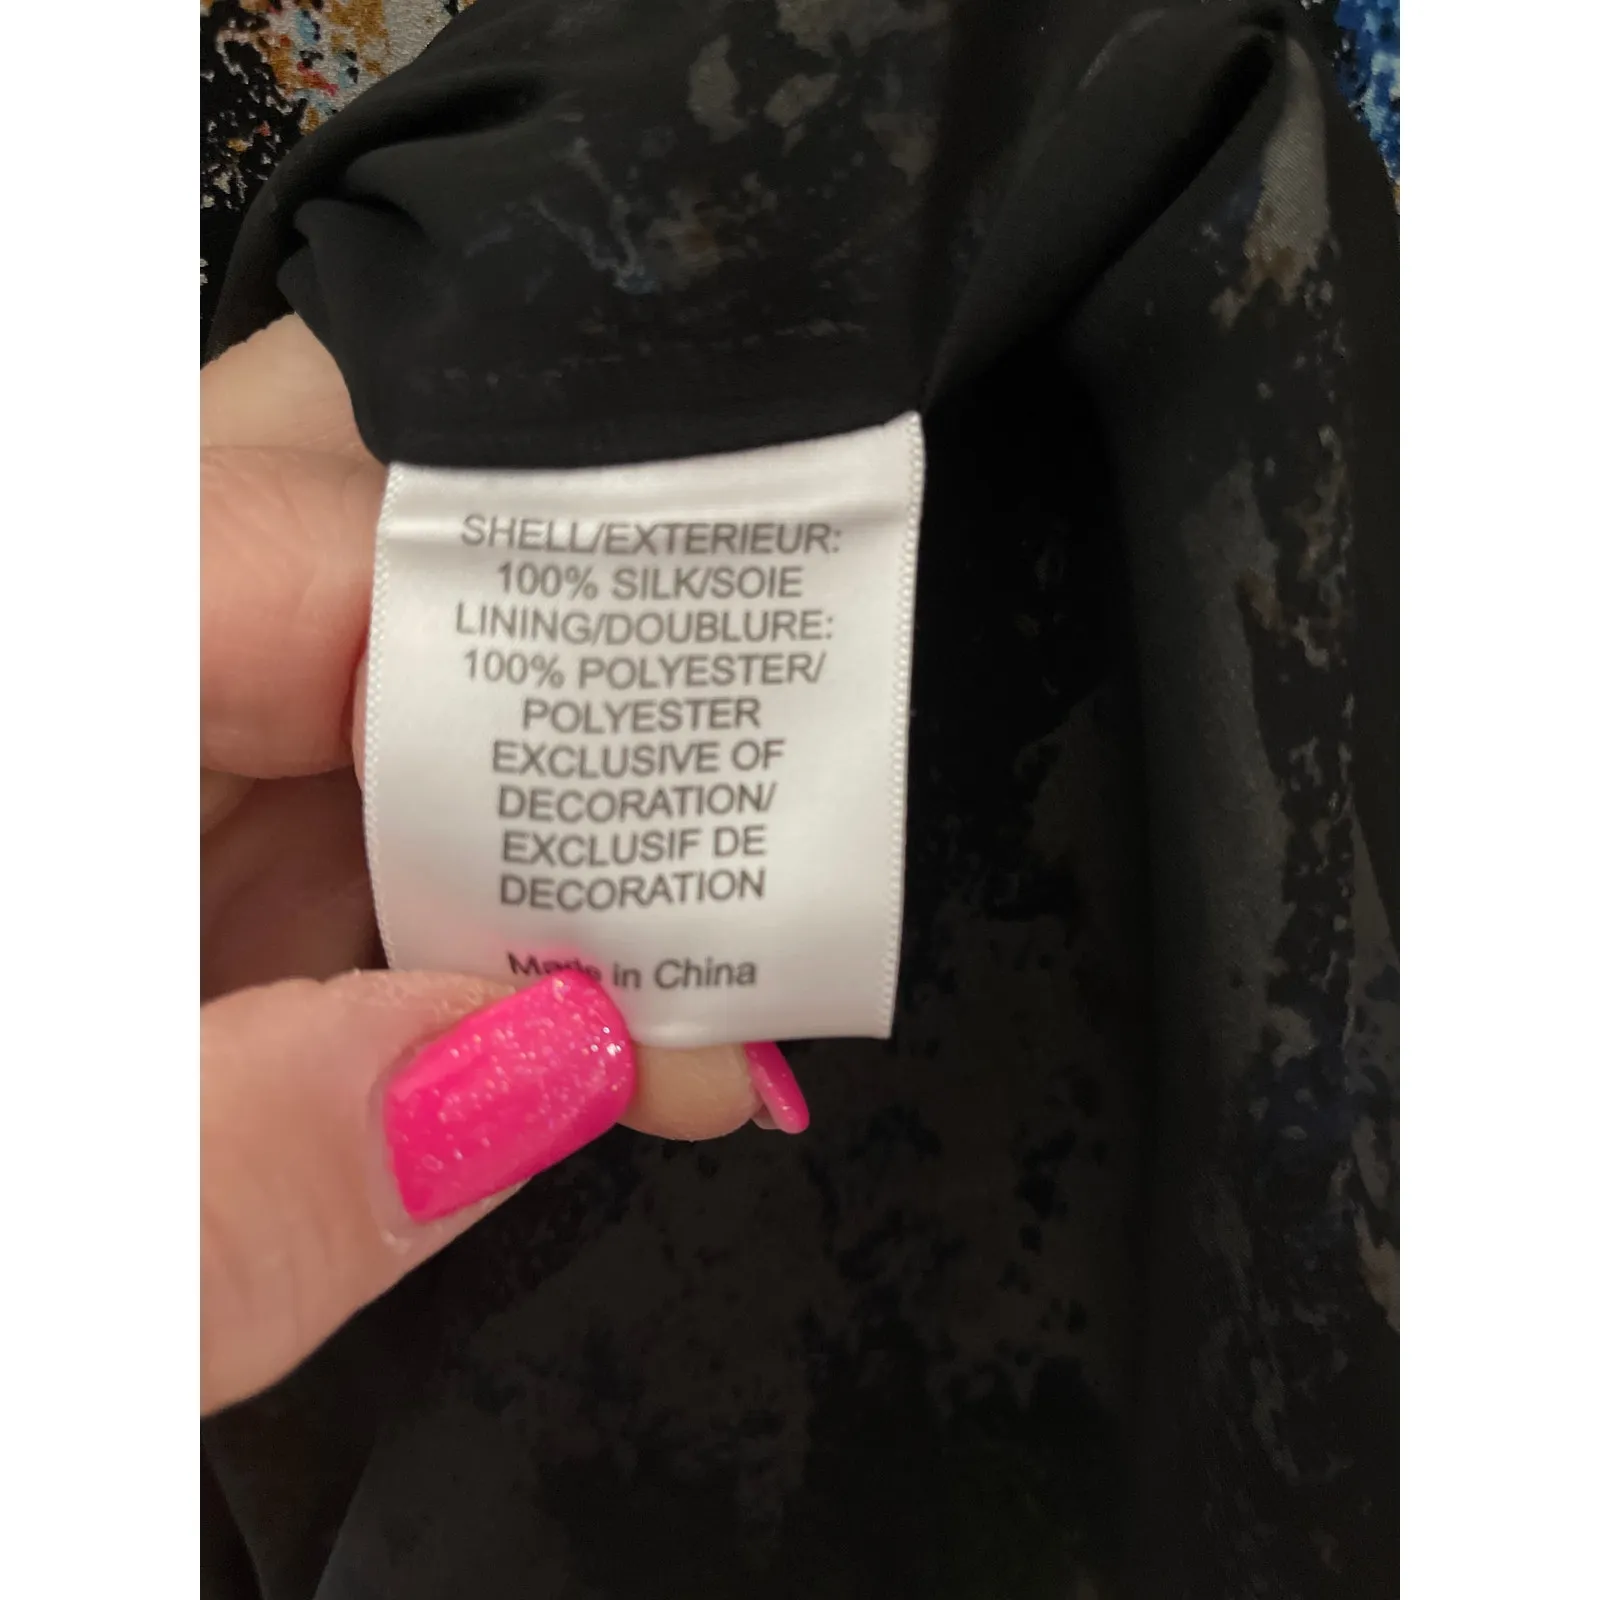 SHELL/EXTERIEUR:
100% SILK/SOIE
LINING/DOUBLURE:
100% POLYESTER/
POLYESTER
EXCLUSIVE OF
DECORATION/
EXCLUSIF DE
DECORATION
Made in China